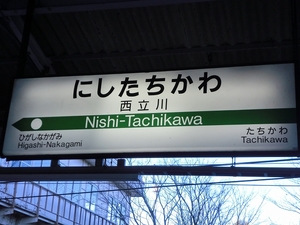 にしたちかわ
西立川
Nishi-Tachikawa
ひがしなかがみ
Higashi-Nakagami
たちかわ
Tachikawa